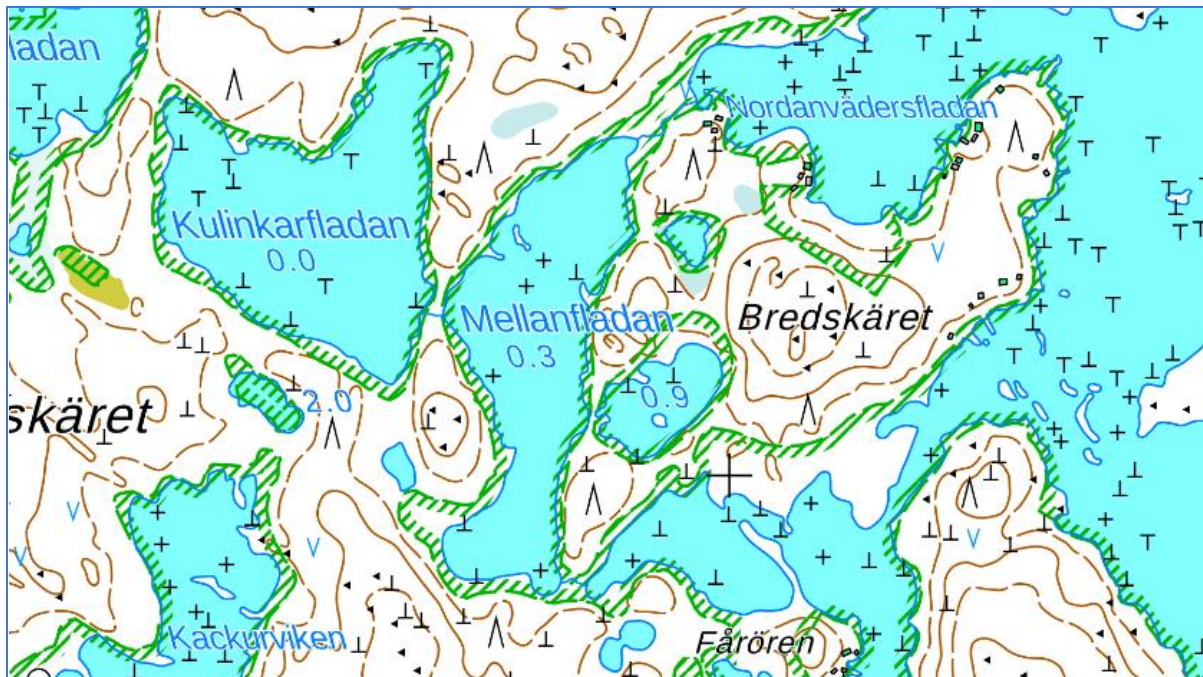 ladan
Nordanvädersfladan
Kulinkarfladan
0.0
Mellanfladan
0.3
Bredskäret
0.9
2.0
skäret
Kackurviken
Fårören